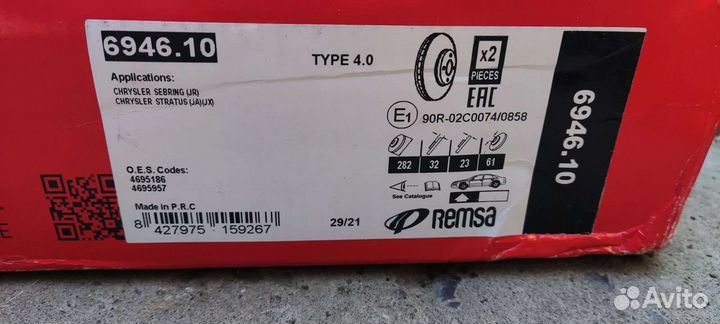 6946.10
TYPE 4.0
x2
PIECES
EAC
Applications:
CHRYSLER SEBRING (JR)
CHRYSLER STRATUS (JA)(JX)
E1 90R-02C0074/0858
282 32 23 61
O.E.S. Codes:
4695186
4695957
See Catalogue
Made in P.R.C
8 427975 159267
29/21
REMSA
6946.10
Avito